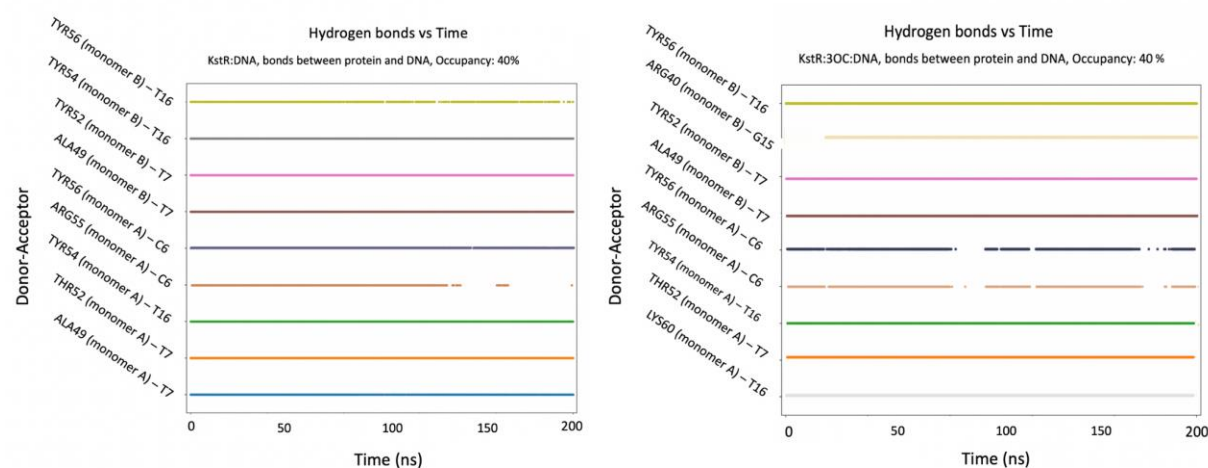 Hydrogen bonds vs Time
KstR:DNA, bonds between protein and DNA, Occupancy: 40%
Donor-Acceptor
TYR56 (monomer B) – T16
TYR54 (monomer B) – T16
TYR52 (monomer B) – T7
ALA49 (monomer B) – T7
TYR56 (monomer A) – C6
ARG55 (monomer A) – C6
TYR54 (monomer A) – T16
THR52 (monomer A) – T7
ALA49 (monomer A) – T7
0 50 100 150 200
Time (ns)
Hydrogen bonds vs Time
KstR:3OC:DNA, bonds between protein and DNA, Occupancy: 40 %
Donor-Acceptor
TYR56 (monomer B) – T16
ARG40 (monomer B) – G15
TYR52 (monomer B) – T7
ALA49 (monomer B) – T7
TYR56 (monomer A) – C6
ARG55 (monomer A) – C6
TYR54 (monomer A) – T16
THR52 (monomer A) – T7
LYS60 (monomer A) – T16
0 50 100 150 200
Time (ns)